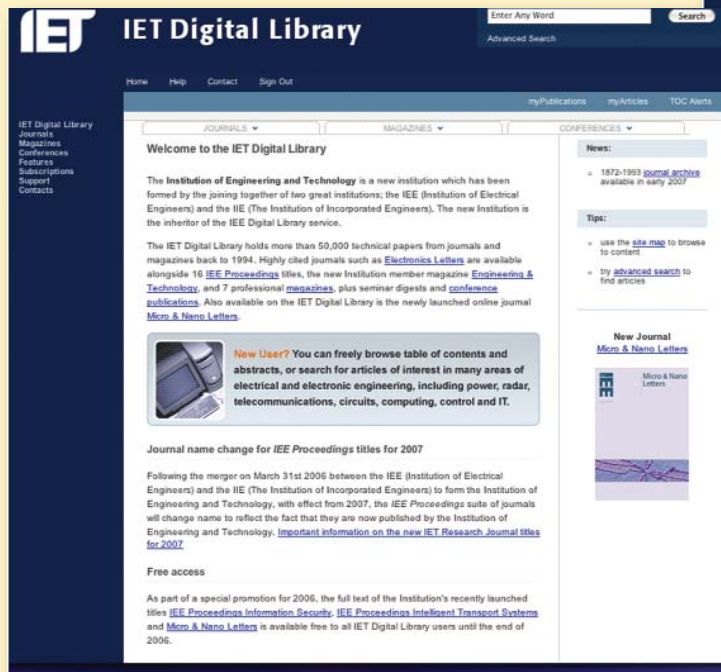 IET
IET Digital Library
Enter Any Word
Search
Advanced Search
Home Help Contact Sign Out
myPublications myArticles TOC Alerts
IET Digital Library
Journals
Magazines
Conferences
Features
Subscriptions
Support
Contacts
JOURNALS MAGAZINES CONFERENCES
Welcome to the IET Digital Library
The Institution of Engineering and Technology is a new institution which has been
formed by the joining together of two great institutions; the IEE (Institution of Electrical
Engineers) and the IIE (The Institution of Incorporated Engineers). The new Institution is
the inheritor of the IEE Digital Library service.
The IET Digital Library holds more than 50,000 technical papers from journals and
magazines back to 1994. Highly cited journals such as Electronics Letters are available
alongside 16 IEE Proceedings titles, the new Institution member magazine Engineering &
Technology, and 7 professional magazines, plus seminar digests and conference
publications. Also available on the IET Digital Library is the newly launched online journal
Micro & Nano Letters.
New User? You can freely browse table of contents and
abstracts, or search for articles of interest in many areas of
electrical and electronic engineering, including power, radar,
telecommunications, circuits, computing, control and IT.
Journal name change for IEE Proceedings titles for 2007
Following the merger on March 31st 2006 between the IEE (Institution of Electrical
Engineers) and the IIE (The Institution of Incorporated Engineers) to form the Institution of
Engineering and Technology, with effect from 2007, the IEE Proceedings suite of journals
will change name to reflect the fact that they are now published by the Institution of
Engineering and Technology. Important information on the new IET Research Journal titles
for 2007
Free access
As part of a special promotion for 2006, the full text of the Institution's recently launched
titles IEE Proceedings Information Security, IEE Proceedings Intelligent Transport Systems
and Micro & Nano Letters is available free to all IET Digital Library users until the end of
2006.
News:
1872-1993 journal archive
available in early 2007
Tips:
use the site map to browse
to content
try advanced search to
find articles
New Journal
Micro & Nano Letters
Micro & Nano
Letters